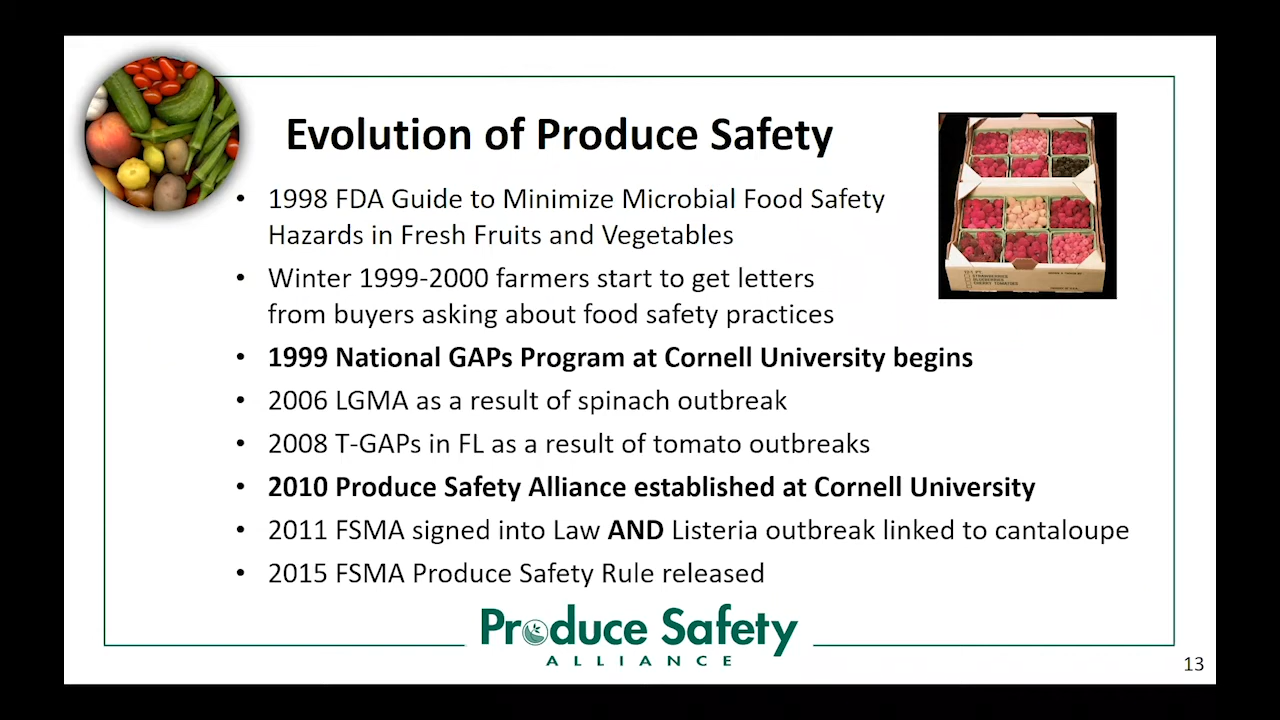 Evolution of Produce Safety
• 1998 FDA Guide to Minimize Microbial Food Safety
Hazards in Fresh Fruits and Vegetables
• Winter 1999-2000 farmers start to get letters
from buyers asking about food safety practices
• 1999 National GAPs Program at Cornell University begins
• 2006 LGMA as a result of spinach outbreak
• 2008 T-GAPs in FL as a result of tomato outbreaks
• 2010 Produce Safety Alliance established at Cornell University
• 2011 FSMA signed into Law AND Listeria outbreak linked to cantaloupe
• 2015 FSMA Produce Safety Rule released
Produce Safety
ALLIANCE
13
STRAWBERRIES
BLUEBERRIES
CHERRY TOMATOES